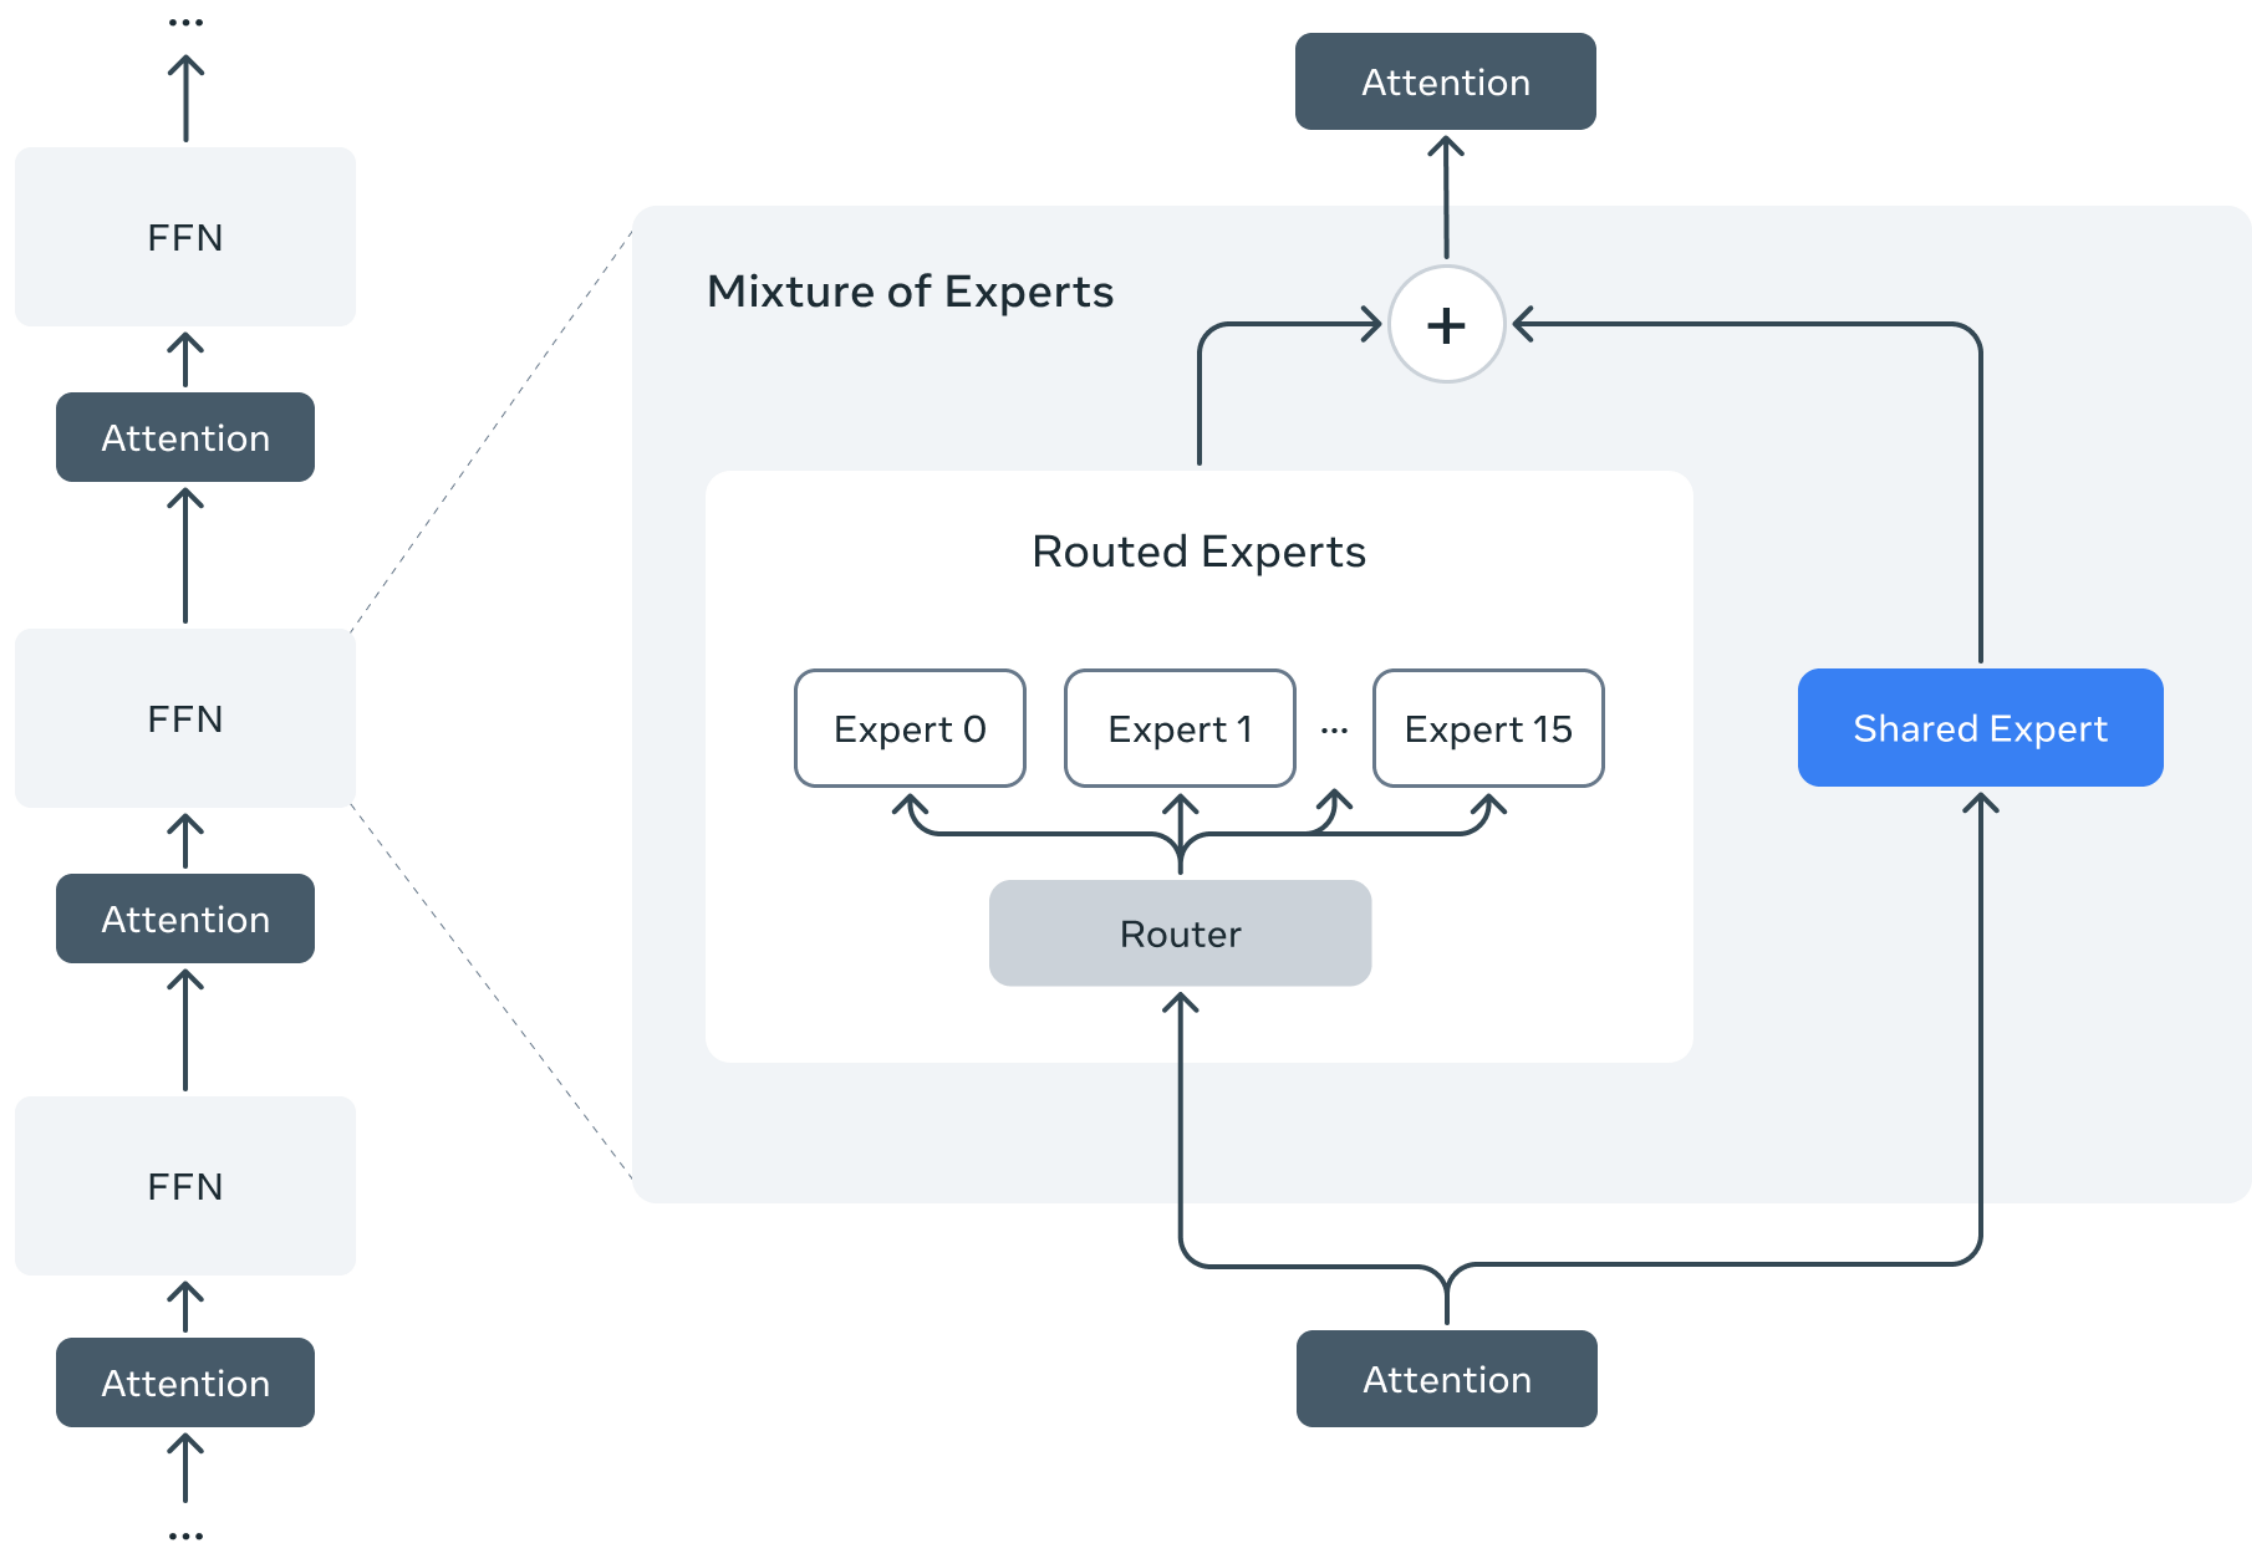 ...
FFN
Attention
FFN
Attention
FFN
Attention
...
Attention
+
Mixture of Experts
Routed Experts
Expert 0
Expert 1
...
Expert 15
Shared Expert
Router
Attention